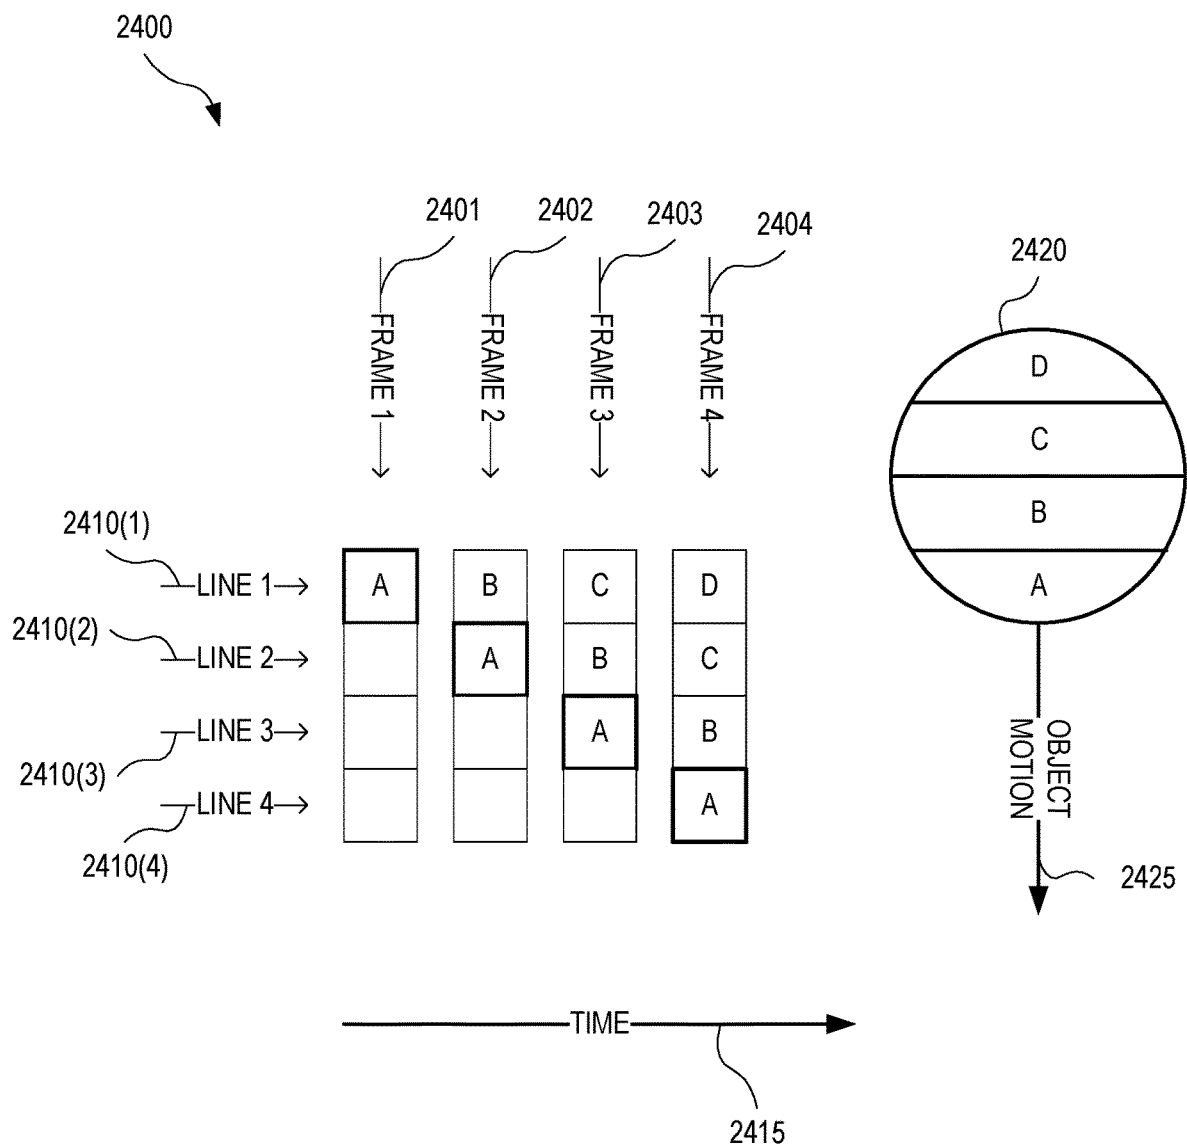 2400
2401 2402 2403 2404
2420
FRAME 1
FRAME 2
FRAME 3
FRAME 4
D
C
B
A
2410(1)
LINE 1 A B C D
2410(2)
LINE 2 A B C
LINE 3 A B
2410(3)
LINE 4 A
2410(4)
OBJECT
MOTION
2425
TIME
2415